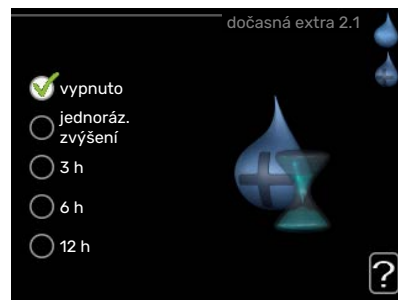 dočasná extra 2.1
vypnuto
jednoráz.
zvýšení
3 h
6 h
12 h
?